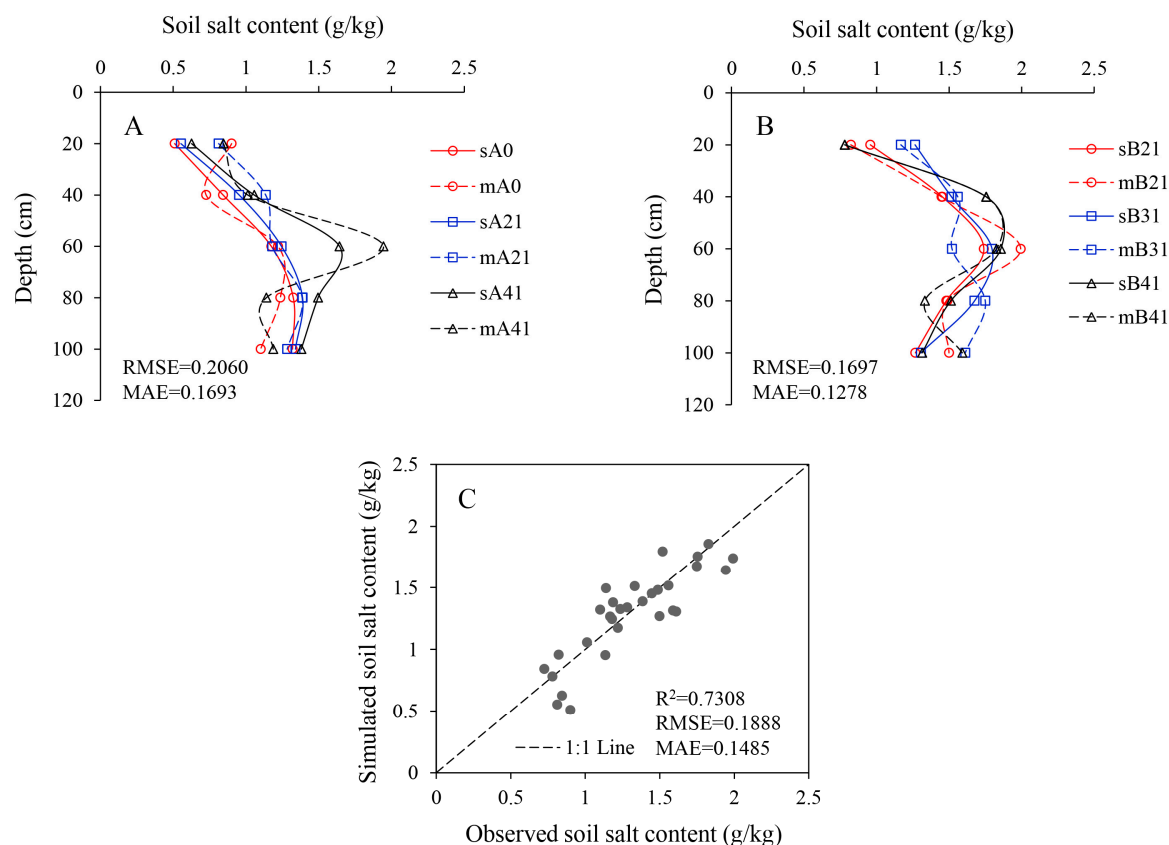 Soil salt content (g/kg)
0 0.5 1 1.5 2 2.5
0
20
40
60
80
100
120
Depth (cm)
A
sA0
mA0
sA21
mA21
sA41
mA41
RMSE=0.2060
MAE=0.1693
Soil salt content (g/kg)
0 1 1.5 2 2.5
0
20
40
60
80
100
120
Depth (cm)
B
sB21
mB21
sB31
mB31
sB41
mB41
RMSE=0.1697
MAE=0.1278
Simulated soil salt content (g/kg)
2.5
2
1.5
1
0.5
0
C
R²=0.7308
RMSE=0.1888
MAE=0.1485
1:1 Line
0 0.5 1 1.5 2 2.5
Observed soil salt content (g/kg)